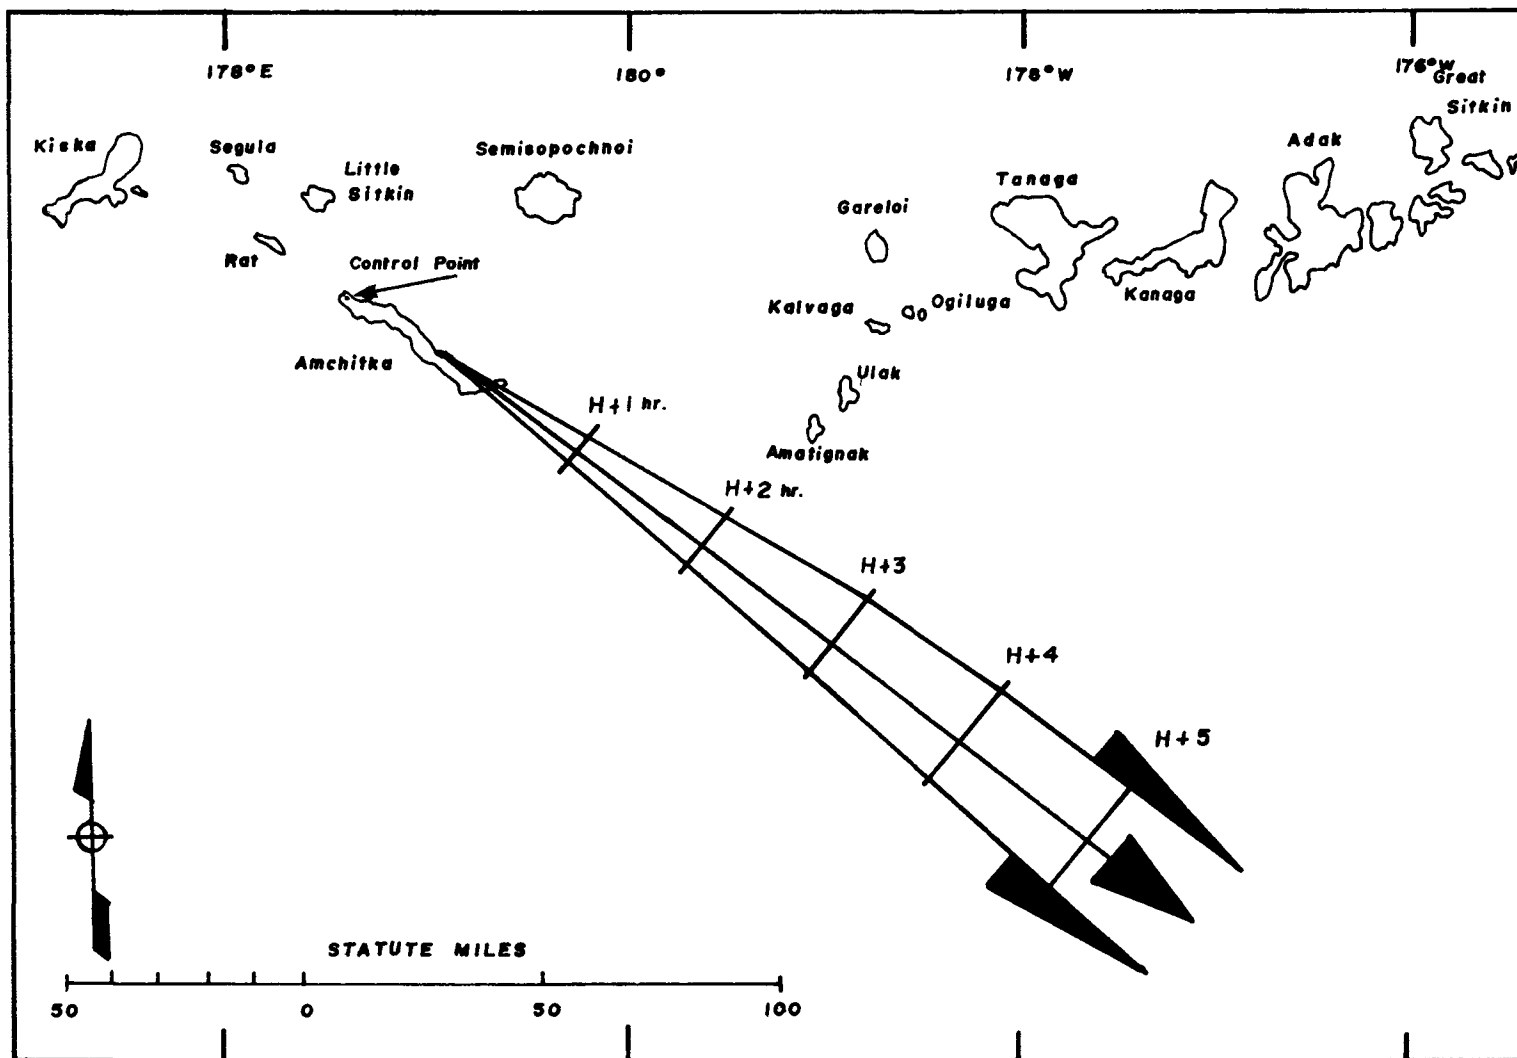 178°E
180°
178°W
176°W
Great
Sitkin
Kiska
Segula
Little
Sitkin
Semisopochnoi
Rat
Control Point
Amchitka
Gareloi
Tanaga
Adak
Kanaga
Kalvaga
Ogiluga
Ulak
Amatignak
H+1 hr.
H+2 hr.
H+3
H+4
H+5
STATUTE MILES
50 0 50 100